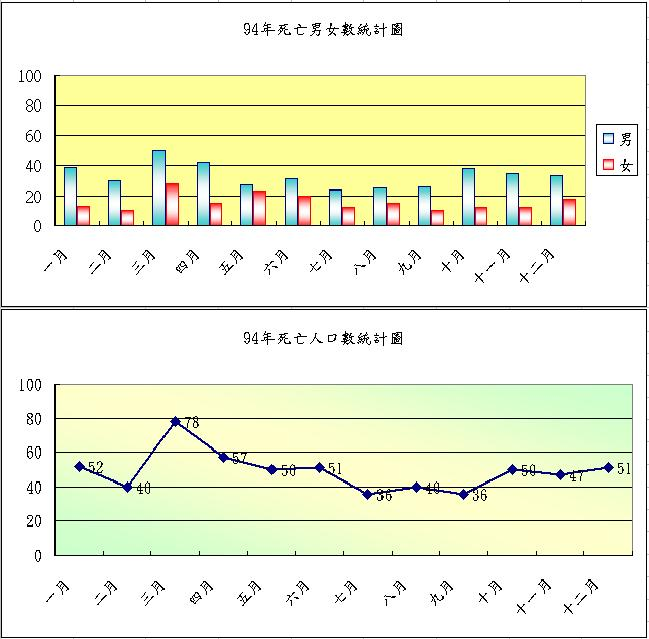 94年死亡男女數統計圖
100
80
60
40
20
0
男
女
一月 二月 三月 四月 五月 六月 七月 八月 九月 十月 十一月 十二月
94年死亡人口數統計圖
100
80
60
40
20
0
52 40 78 57 50 51 36 40 36 50 47 51
一月 二月 三月 四月 五月 六月 七月 八月 九月 十月 十一月 十二月